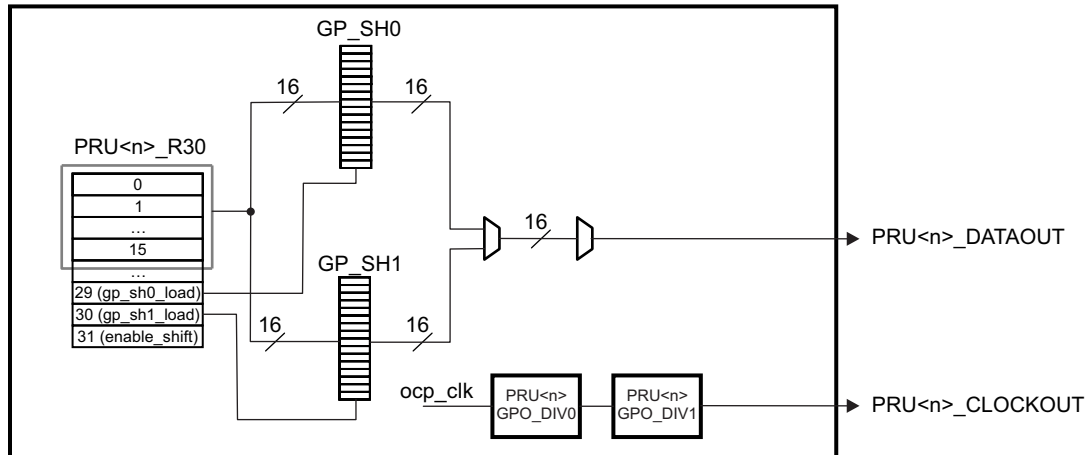 GP_SH0
16
16
PRU<n>_R30
0
1
...
15
...
29 (gp_sh0_load)
30 (gp_sh1_load)
31 (enable_shift)
GP_SH1
16
16
16
PRU<n>_DATAOUT
ocp_clk
PRU<n>
GPO_DIV0
PRU<n>
GPO_DIV1
PRU<n>_CLOCKOUT